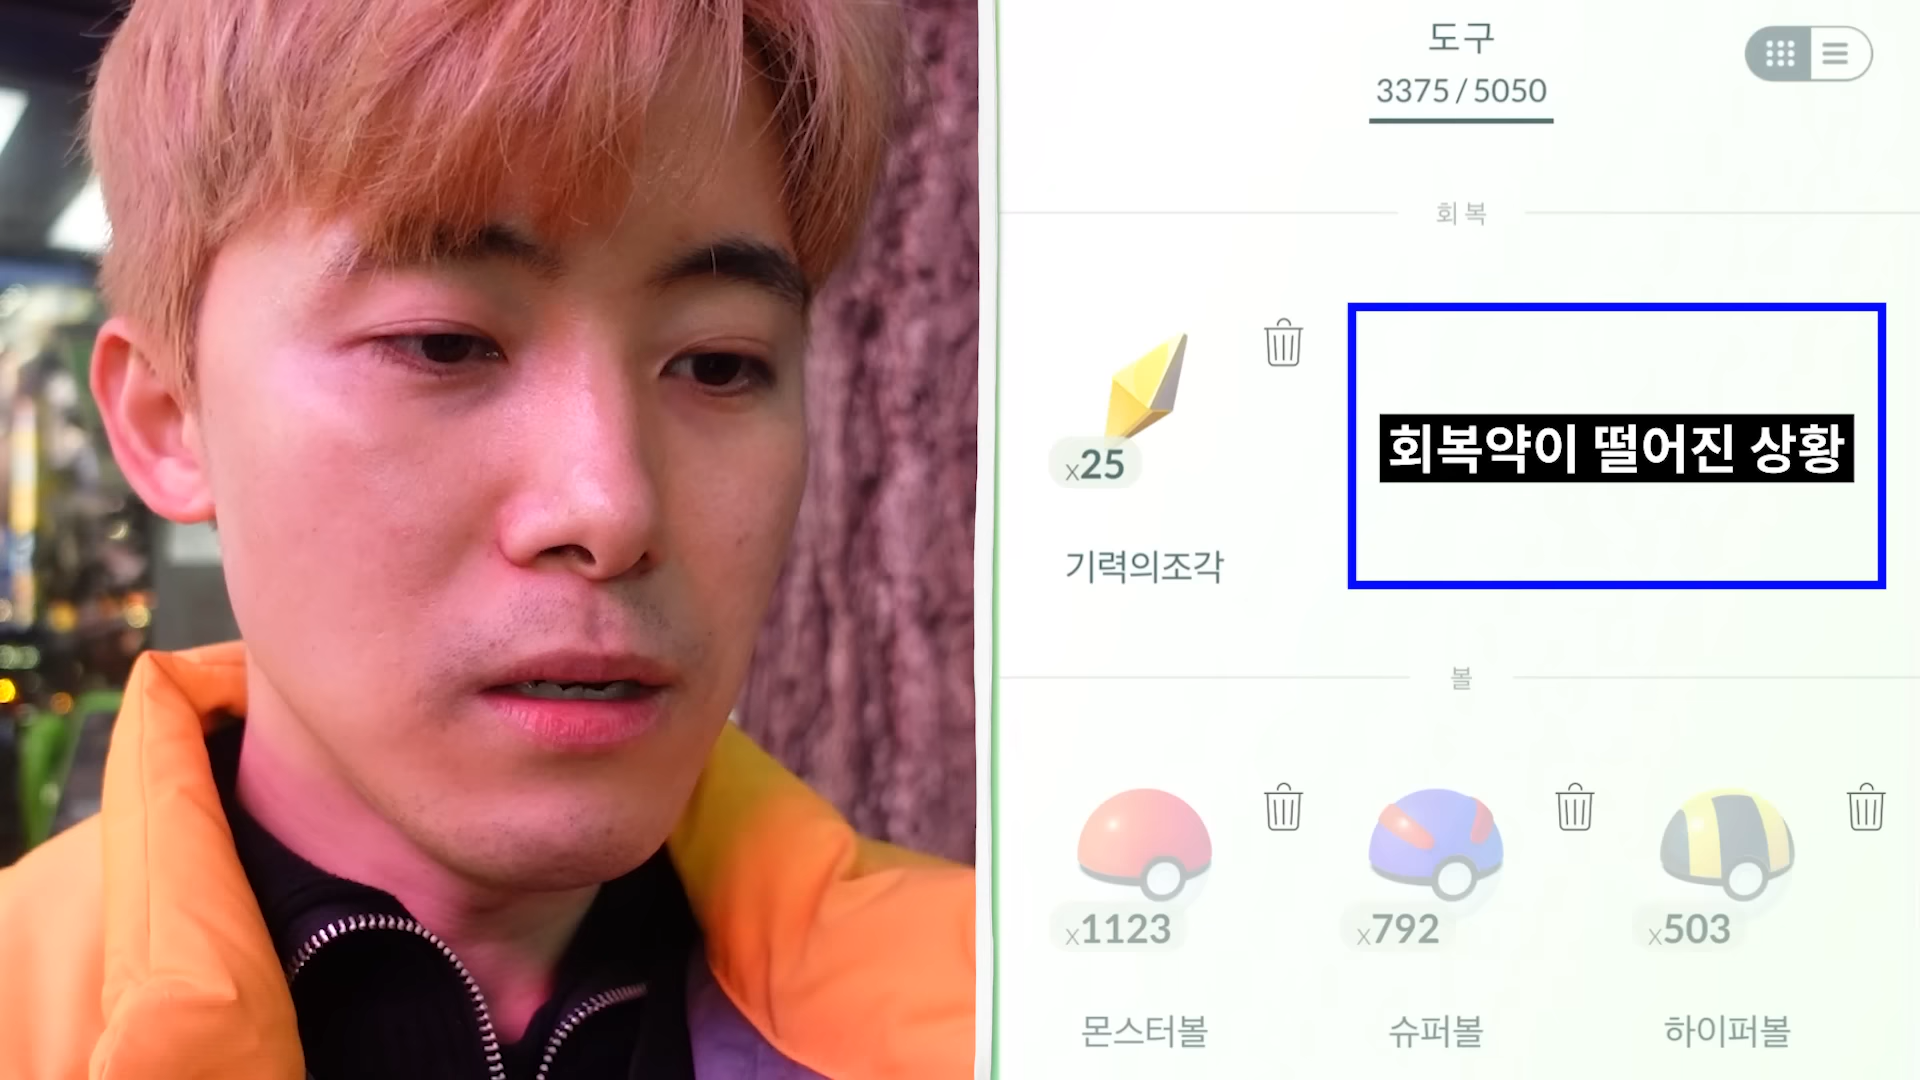 도구
3375/5050
회복
x25
회복약이 떨어진 상황
기력의조각
볼
x1123
x792
x503
몬스터볼
슈퍼볼
하이퍼볼